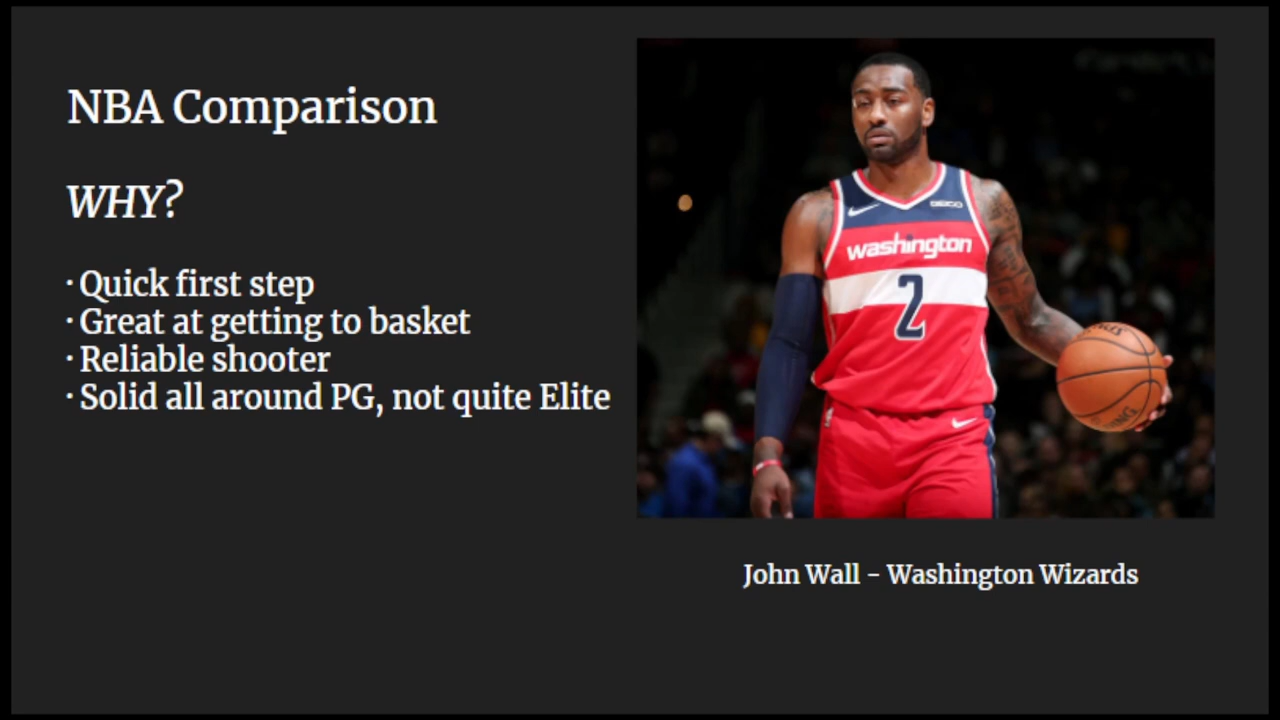 NBA Comparison
WHY?
· Quick first step
· Great at getting to basket
· Reliable shooter
· Solid all around PG, not quite Elite
GEICO
washington
2
John Wall - Washington Wizards